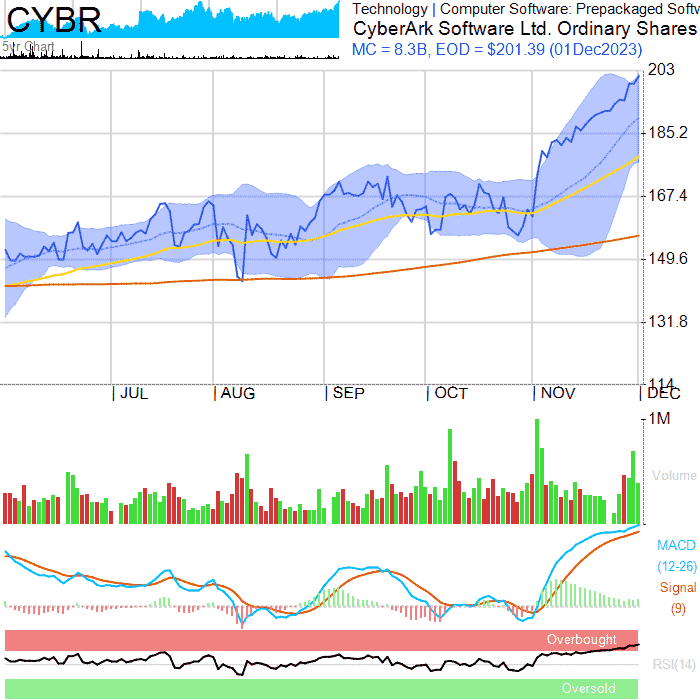 CYBR
5yr Chart
Technology | Computer Software: Prepackaged Softw
CyberArk Software Ltd. Ordinary Shares
MC = 8.3B, EOD = $201.39 (01Dec2023)
203
185.2
167.4
149.6
131.8
114
JUL AUG SEP OCT NOV DEC
1M
Volume
MACD
(12-26)
Signal
(9)
Overbought
RSI(14)
Oversold